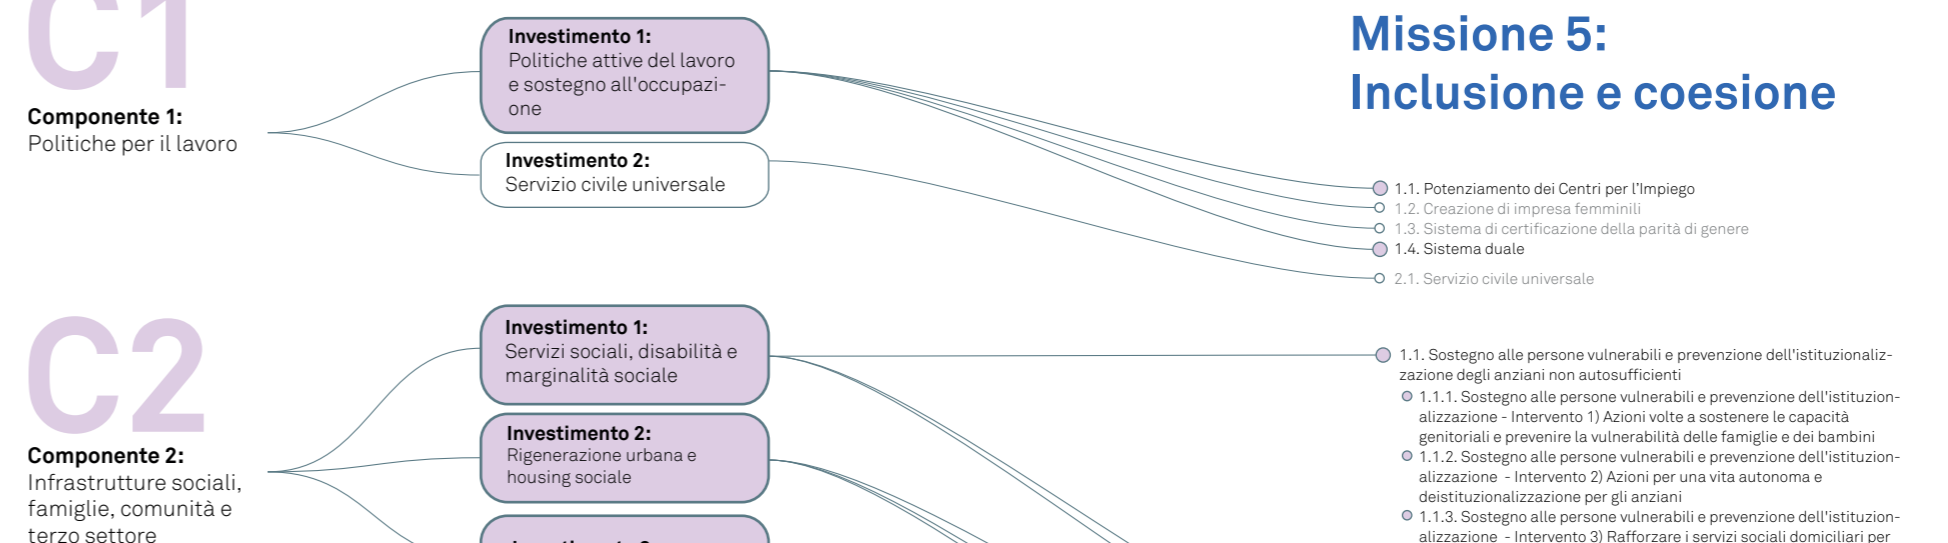 C1
Componente 1:
Politiche per il lavoro
Investimento 1:
Politiche attive del lavoro
e sostegno all'occupazi-
one
Investimento 2:
Servizio civile universale
Missione 5:
Inclusione e coesione
1.1. Potenziamento dei Centri per l'Impiego
1.2. Creazione di impresa femminili
1.3. Sistema di certificazione della parità di genere
1.4. Sistema duale
2.1. Servizio civile universale
C2
Componente 2:
Infrastrutture sociali,
famiglie, comunità e
terzo settore
Investimento 1:
Servizi sociali, disabilità e
marginalità sociale
Investimento 2:
Rigenerazione urbana e
housing sociale
1.1. Sostegno alle persone vulnerabili e prevenzione dell'istituzionaliz-
zazione degli anziani non autosufficienti
1.1.1. Sostegno alle persone vulnerabili e prevenzione dell'istituzion-
alizzazione - Intervento 1) Azioni volte a sostenere le capacità
genitoriali e prevenire la vulnerabilità delle famiglie e dei bambini
1.1.2. Sostegno alle persone vulnerabili e prevenzione dell'istituzion-
alizzazione - Intervento 2) Azioni per una vita autonoma e
deistituzionalizzazione per gli anziani
1.1.3. Sostegno alle persone vulnerabili e prevenzione dell'istituzion-
alizzazione - Intervento 3) Rafforzare i servizi sociali domiciliari per